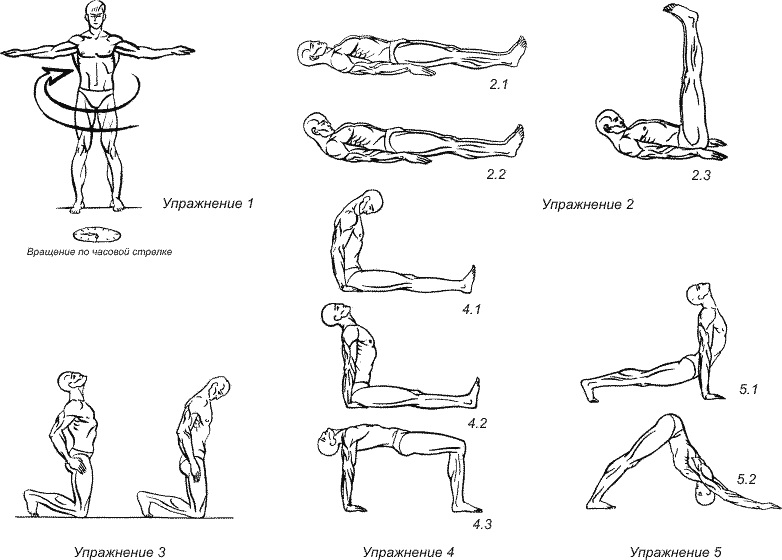 2.1
2.2
2.3
Упражнение 1
Упражнение 2
Вращение по часовой стрелке
4.1
4.2
4.3
5.1
5.2
Упражнение 3
Упражнение 4
Упражнение 5